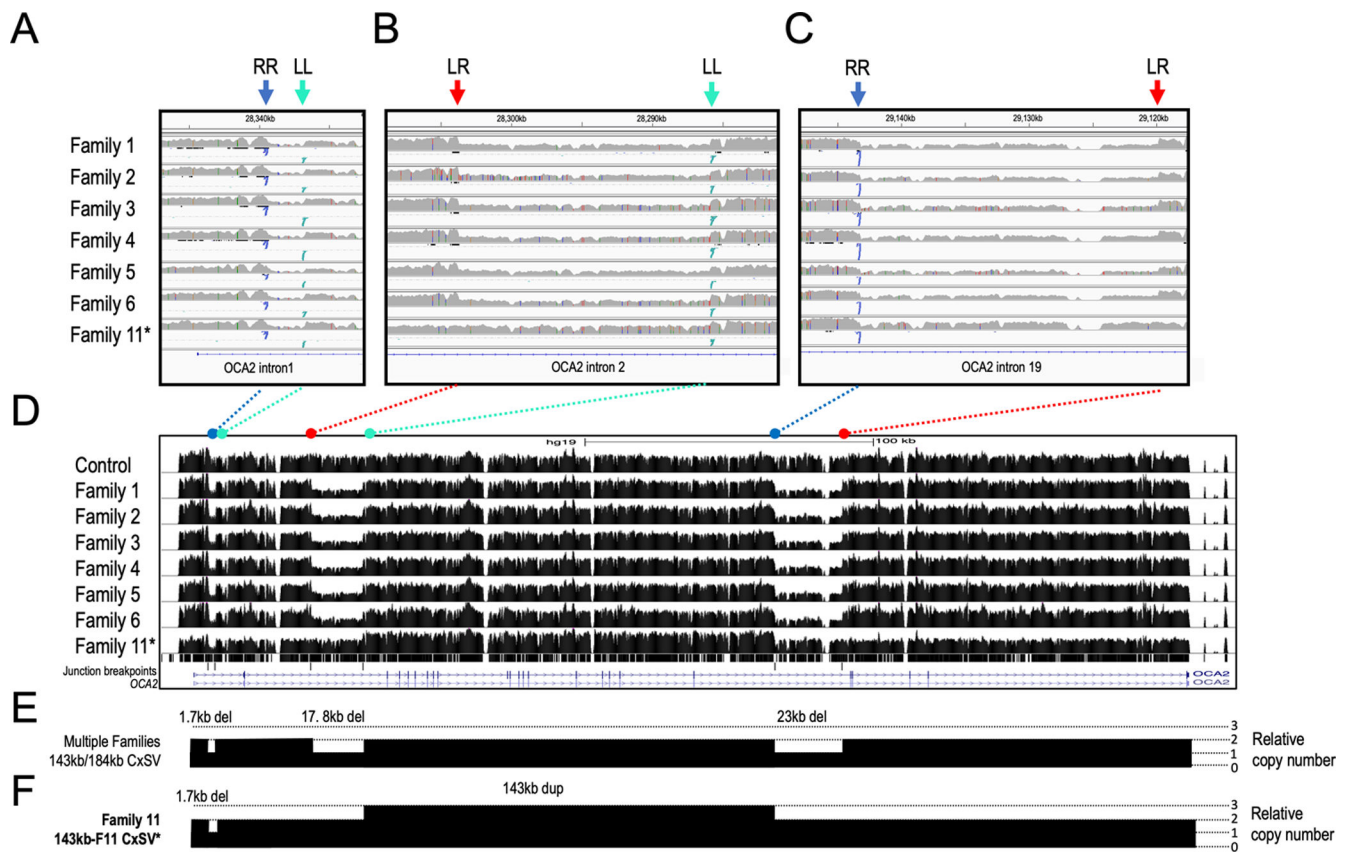 A
B
C
RR LL
LR LL
RR LR
28,340kb
28,300kb 28,290kb
29,140kb 29,130kb 29,120kb
Family 1
Family 2
Family 3
Family 4
Family 5
Family 6
Family 11*
OCA2 intron1
OCA2 intron 2
OCA2 intron 19
D
hg19 100 kb
Control
Family 1
Family 2
Family 3
Family 4
Family 5
Family 6
Family 11*
Junction breakpoints
OCA2
OCA2
OCA2
E
1.7kb del 17. 8kb del 23kb del
Multiple Families
143kb/184kb CxSV
3
2
1
0
Relative
copy number
F
1.7kb del 143kb dup
Family 11
143kb-F11 CxSV*
3
2
1
0
Relative
copy number